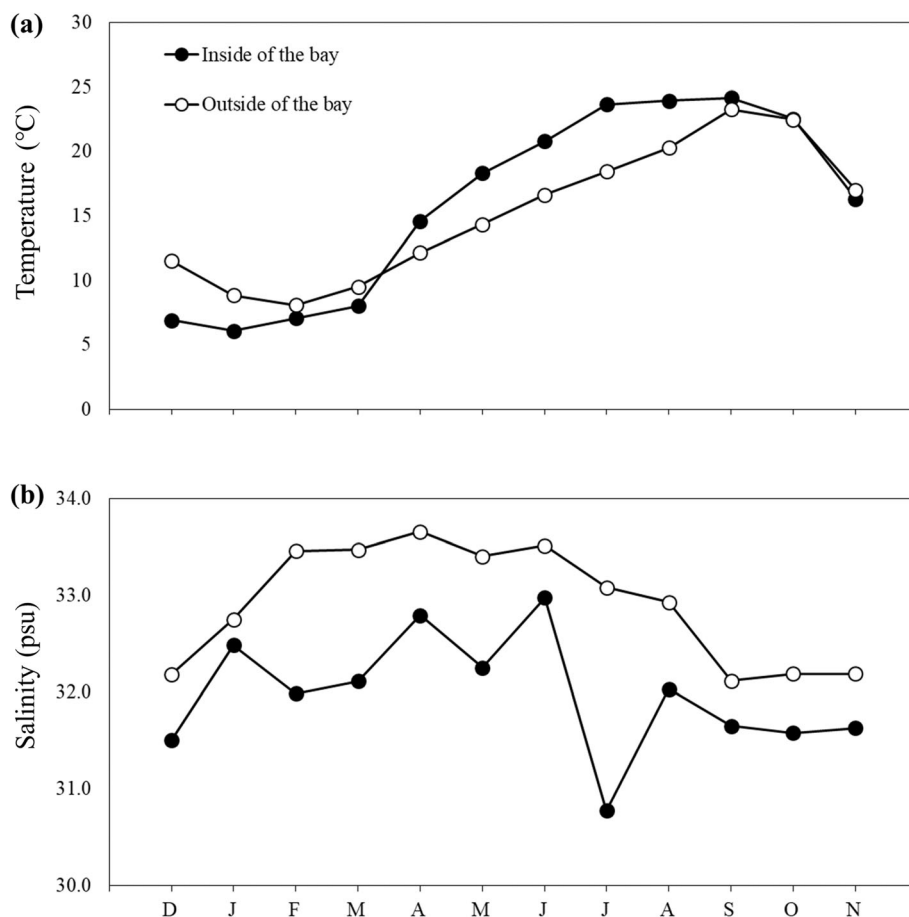 (a)
Temperature (°C)
30
25
20
15
10
5
0
Inside of the bay
Outside of the bay
(b)
Salinity (psu)
34.0
33.0
32.0
31.0
30.0
D J F M A M J J A S O N